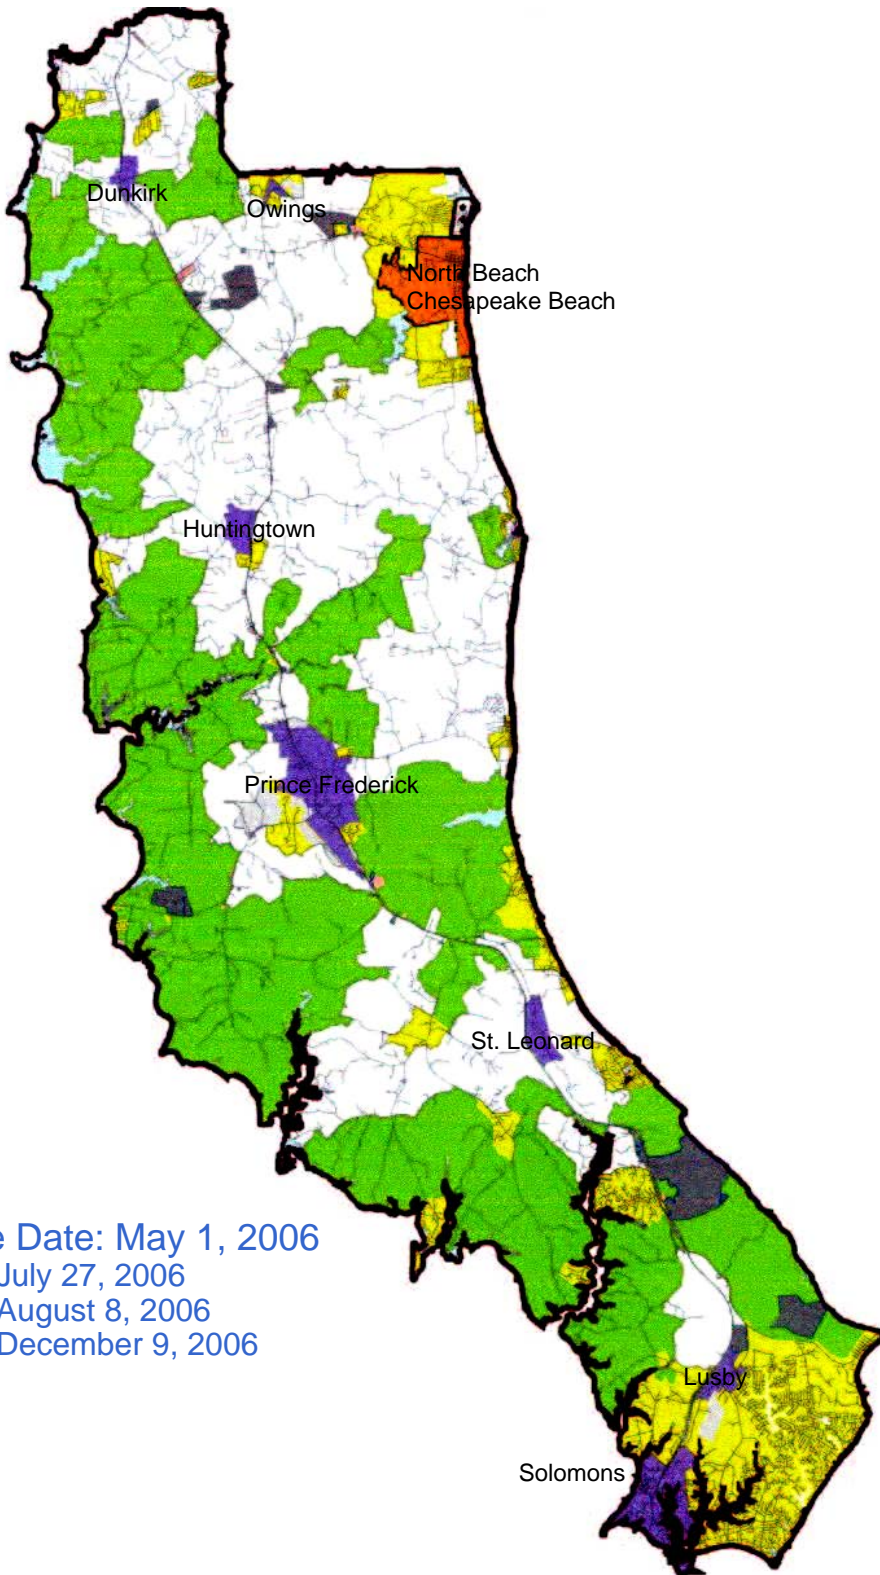 Dunkirk
Owings
North Beach
Chesapeake Beach
Huntingtown
Prince Frederick
St. Leonard
e Date: May 1, 2006
July 27, 2006
August 8, 2006
December 9, 2006
Lusby
Solomons